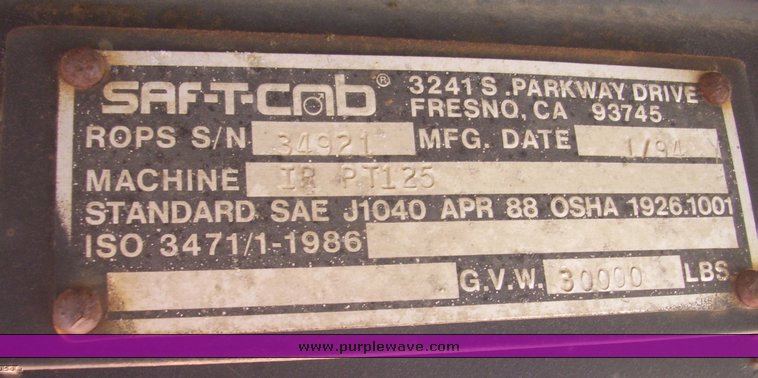 SAF-T-CAB® 3241 S. PARKWAY DRIVE
FRESNO, CA 93745
ROPS S/N 34921 MFG. DATE 1/94
MACHINE IR PT125
STANDARD SAE J1040 APR 88 OSHA 1926.1001
ISO 3471/1-1986
G.V.W. 30000 LBS.
www.purplewave.com